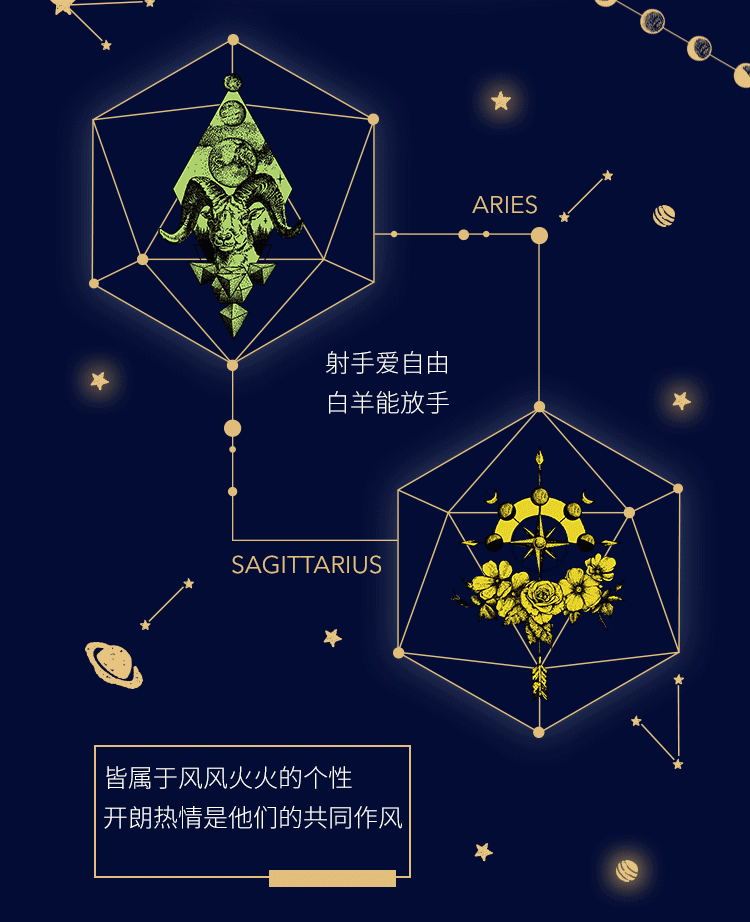 ARIES
射手爱自由
白羊能放手
SAGITTARIUS
皆属于风风火火的个性
开朗热情是他们的共同作风